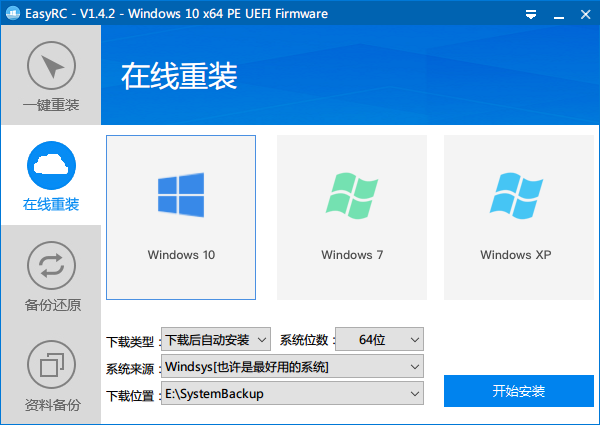 EasyRC - V1.4.2 - Windows 10 x64 PE UEFI Firmware
一键重装
在线重装
在线重装
备份还原
资料备份
Windows 10
Windows 7
Windows XP
下载类型：下载后自动安装
系统位数：64位
系统来源：Windsys[也许是最好用的系统]
下载位置：E:\SystemBackup
开始安装